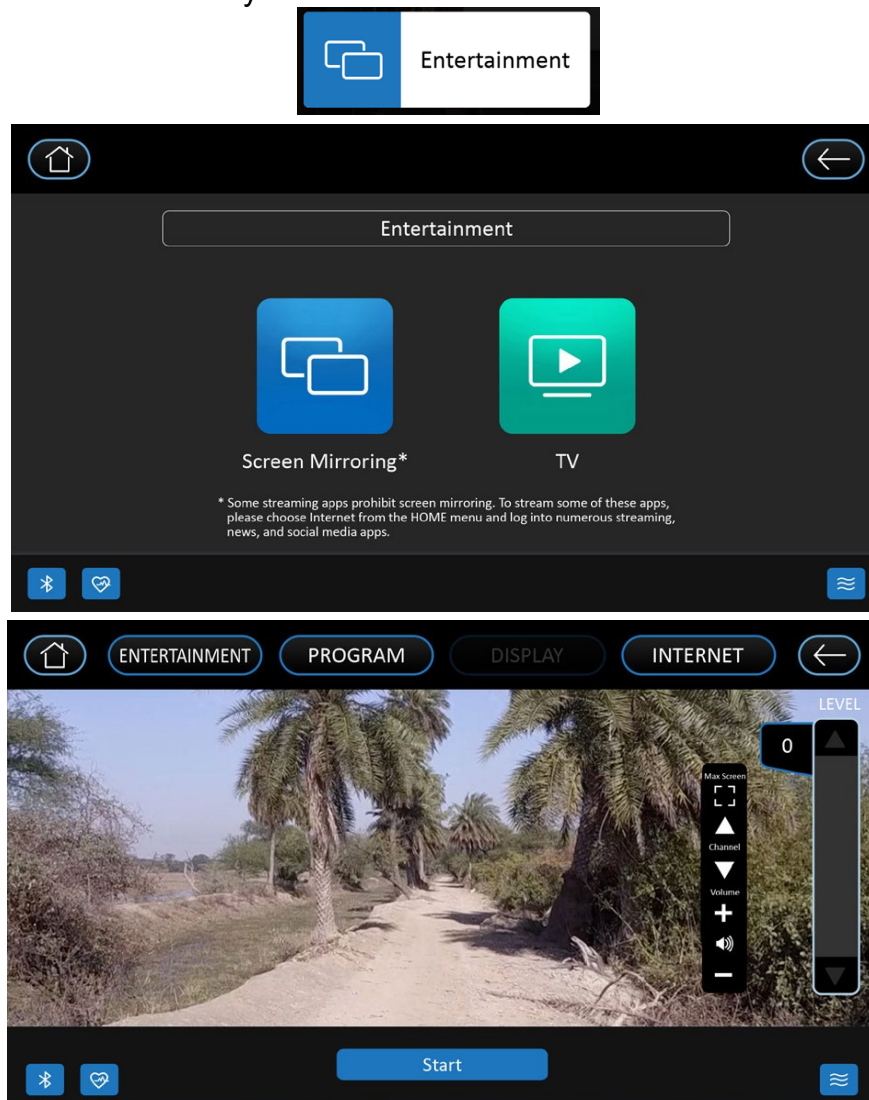 Entertainment
Entertainment
Screen Mirroring*
TV
* Some streaming apps prohibit screen mirroring. To stream some of these apps,
please choose Internet from the HOME menu and log into numerous streaming,
news, and social media apps.
ENTERTAINMENT
PROGRAM
DISPLAY
INTERNET
LEVEL
0
Max Screen
Channel
Volume
Start